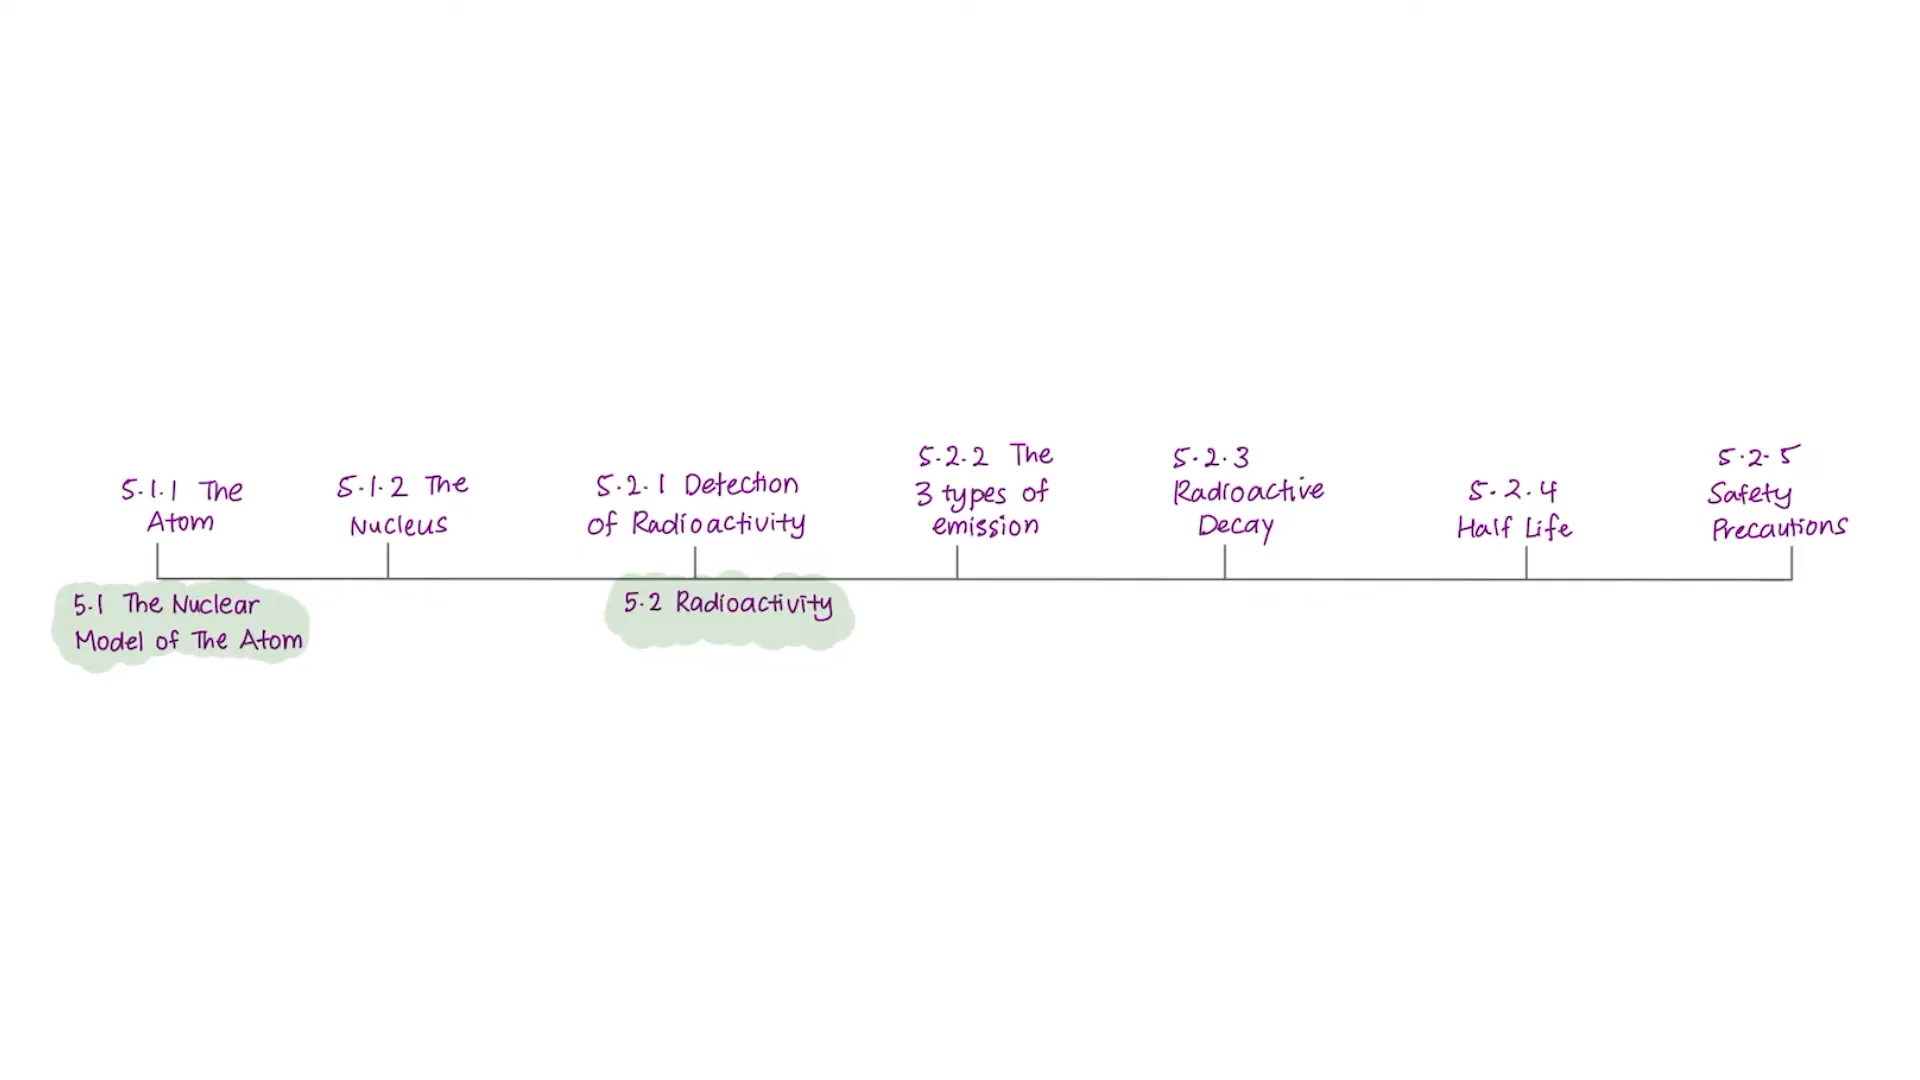 5.1.1 The
Atom
5.1.2 The
Nucleus
5.2.1 Detection
of Radioactivity
5.2.2 The
3 types of
emission
5.2.3
Radioactive
Decay
5.2.4
Half Life
5.2.5
Safety
Precautions
5.1 The Nuclear
Model of The Atom
5.2 Radioactivity